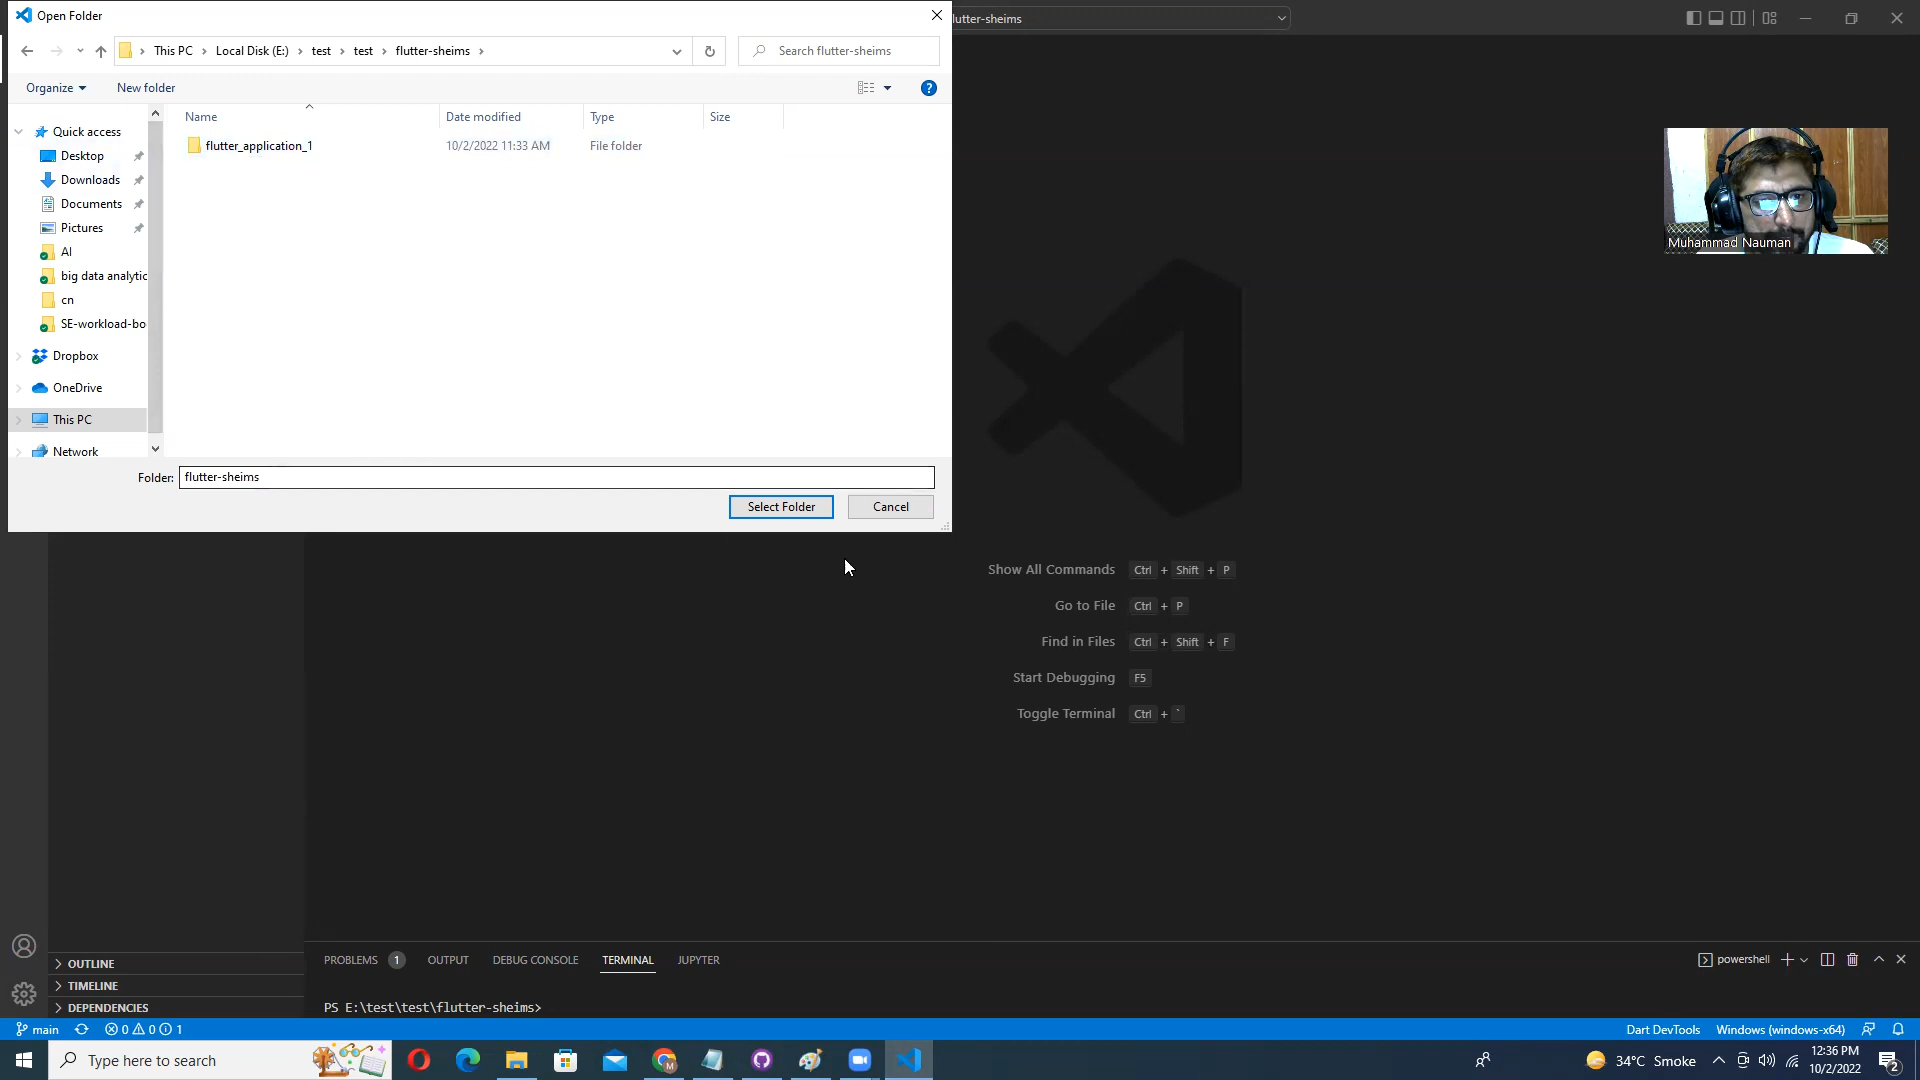 Open Folder
This PC > Local Disk (E:) > test > test > flutter-sheims >
Search flutter-sheims
lutter-sheims
Organize
New folder
Name
Date modified
Type
Size
flutter_application_1
10/2/2022 11:33 AM
File folder
Quick access
Desktop
Downloads
Documents
Pictures
AI
big data analytic
cn
SE-workload-bo
Dropbox
OneDrive
This PC
Network
Folder: flutter-sheims
Select Folder
Cancel
Muhammad Nauman
Show All Commands Ctrl + Shift + P
Go to File Ctrl + P
Find in Files Ctrl + Shift + F
Start Debugging F5
Toggle Terminal Ctrl + `
OUTLINE
TIMELINE
DEPENDENCIES
PROBLEMS 1 OUTPUT DEBUG CONSOLE TERMINAL JUPYTER
powershell
PS E:\test\test\flutter-sheims>
main 0 0 1
Dart DevTools Windows (windows-x64)
Type here to search
34°C Smoke
12:36 PM
10/2/2022
2